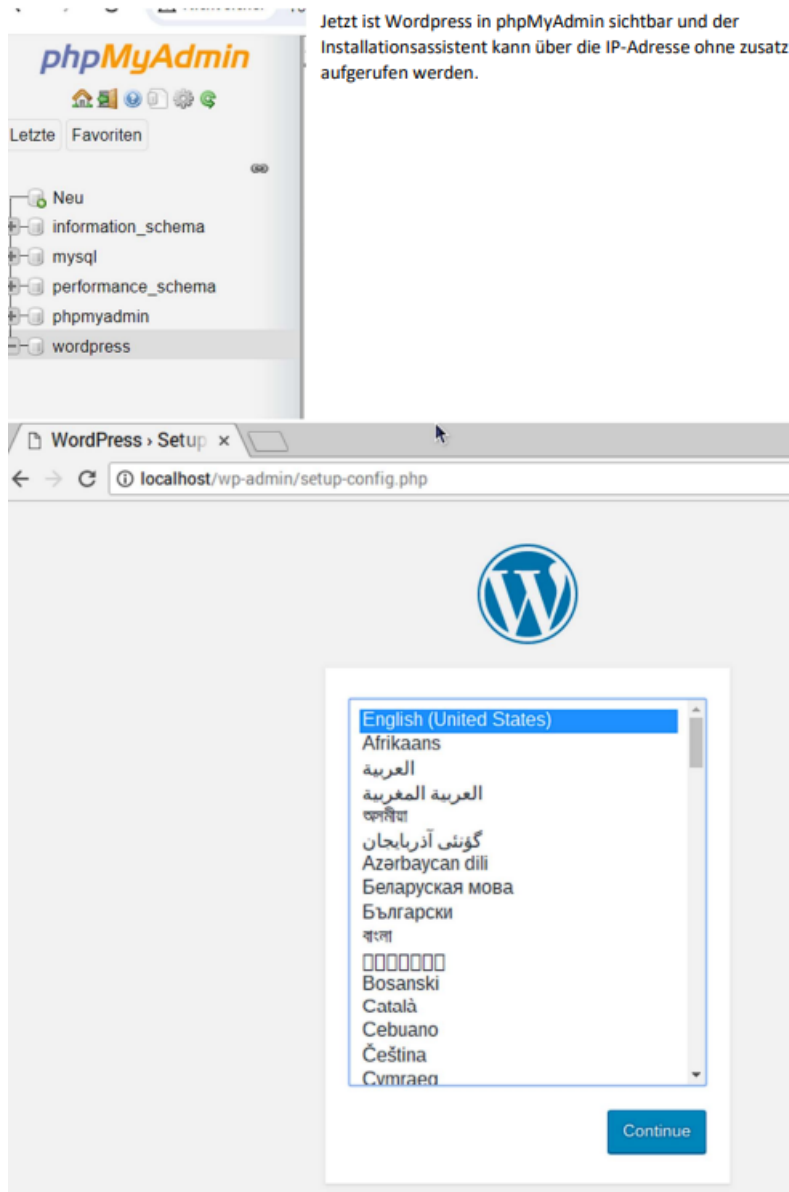 Jetzt ist Wordpress in phpMyAdmin sichtbar und der
Installationsassistent kann über die IP-Adresse ohne zusatz
aufgerufen werden.
phpMyAdmin
Letzte Favoriten
Neu
information_schema
mysql
performance_schema
phpmyadmin
wordpress
WordPress › Setup
localhost/wp-admin/setup-config.php
English (United States)
Afrikaans
العربية
العربية المغربية
অসমীয়া
گؤنئی آذربایجان
Azərbaycan dili
Беларуская мова
Български
বাংলা
Bosanski
Català
Cebuano
Čeština
Cymraeg
Continue